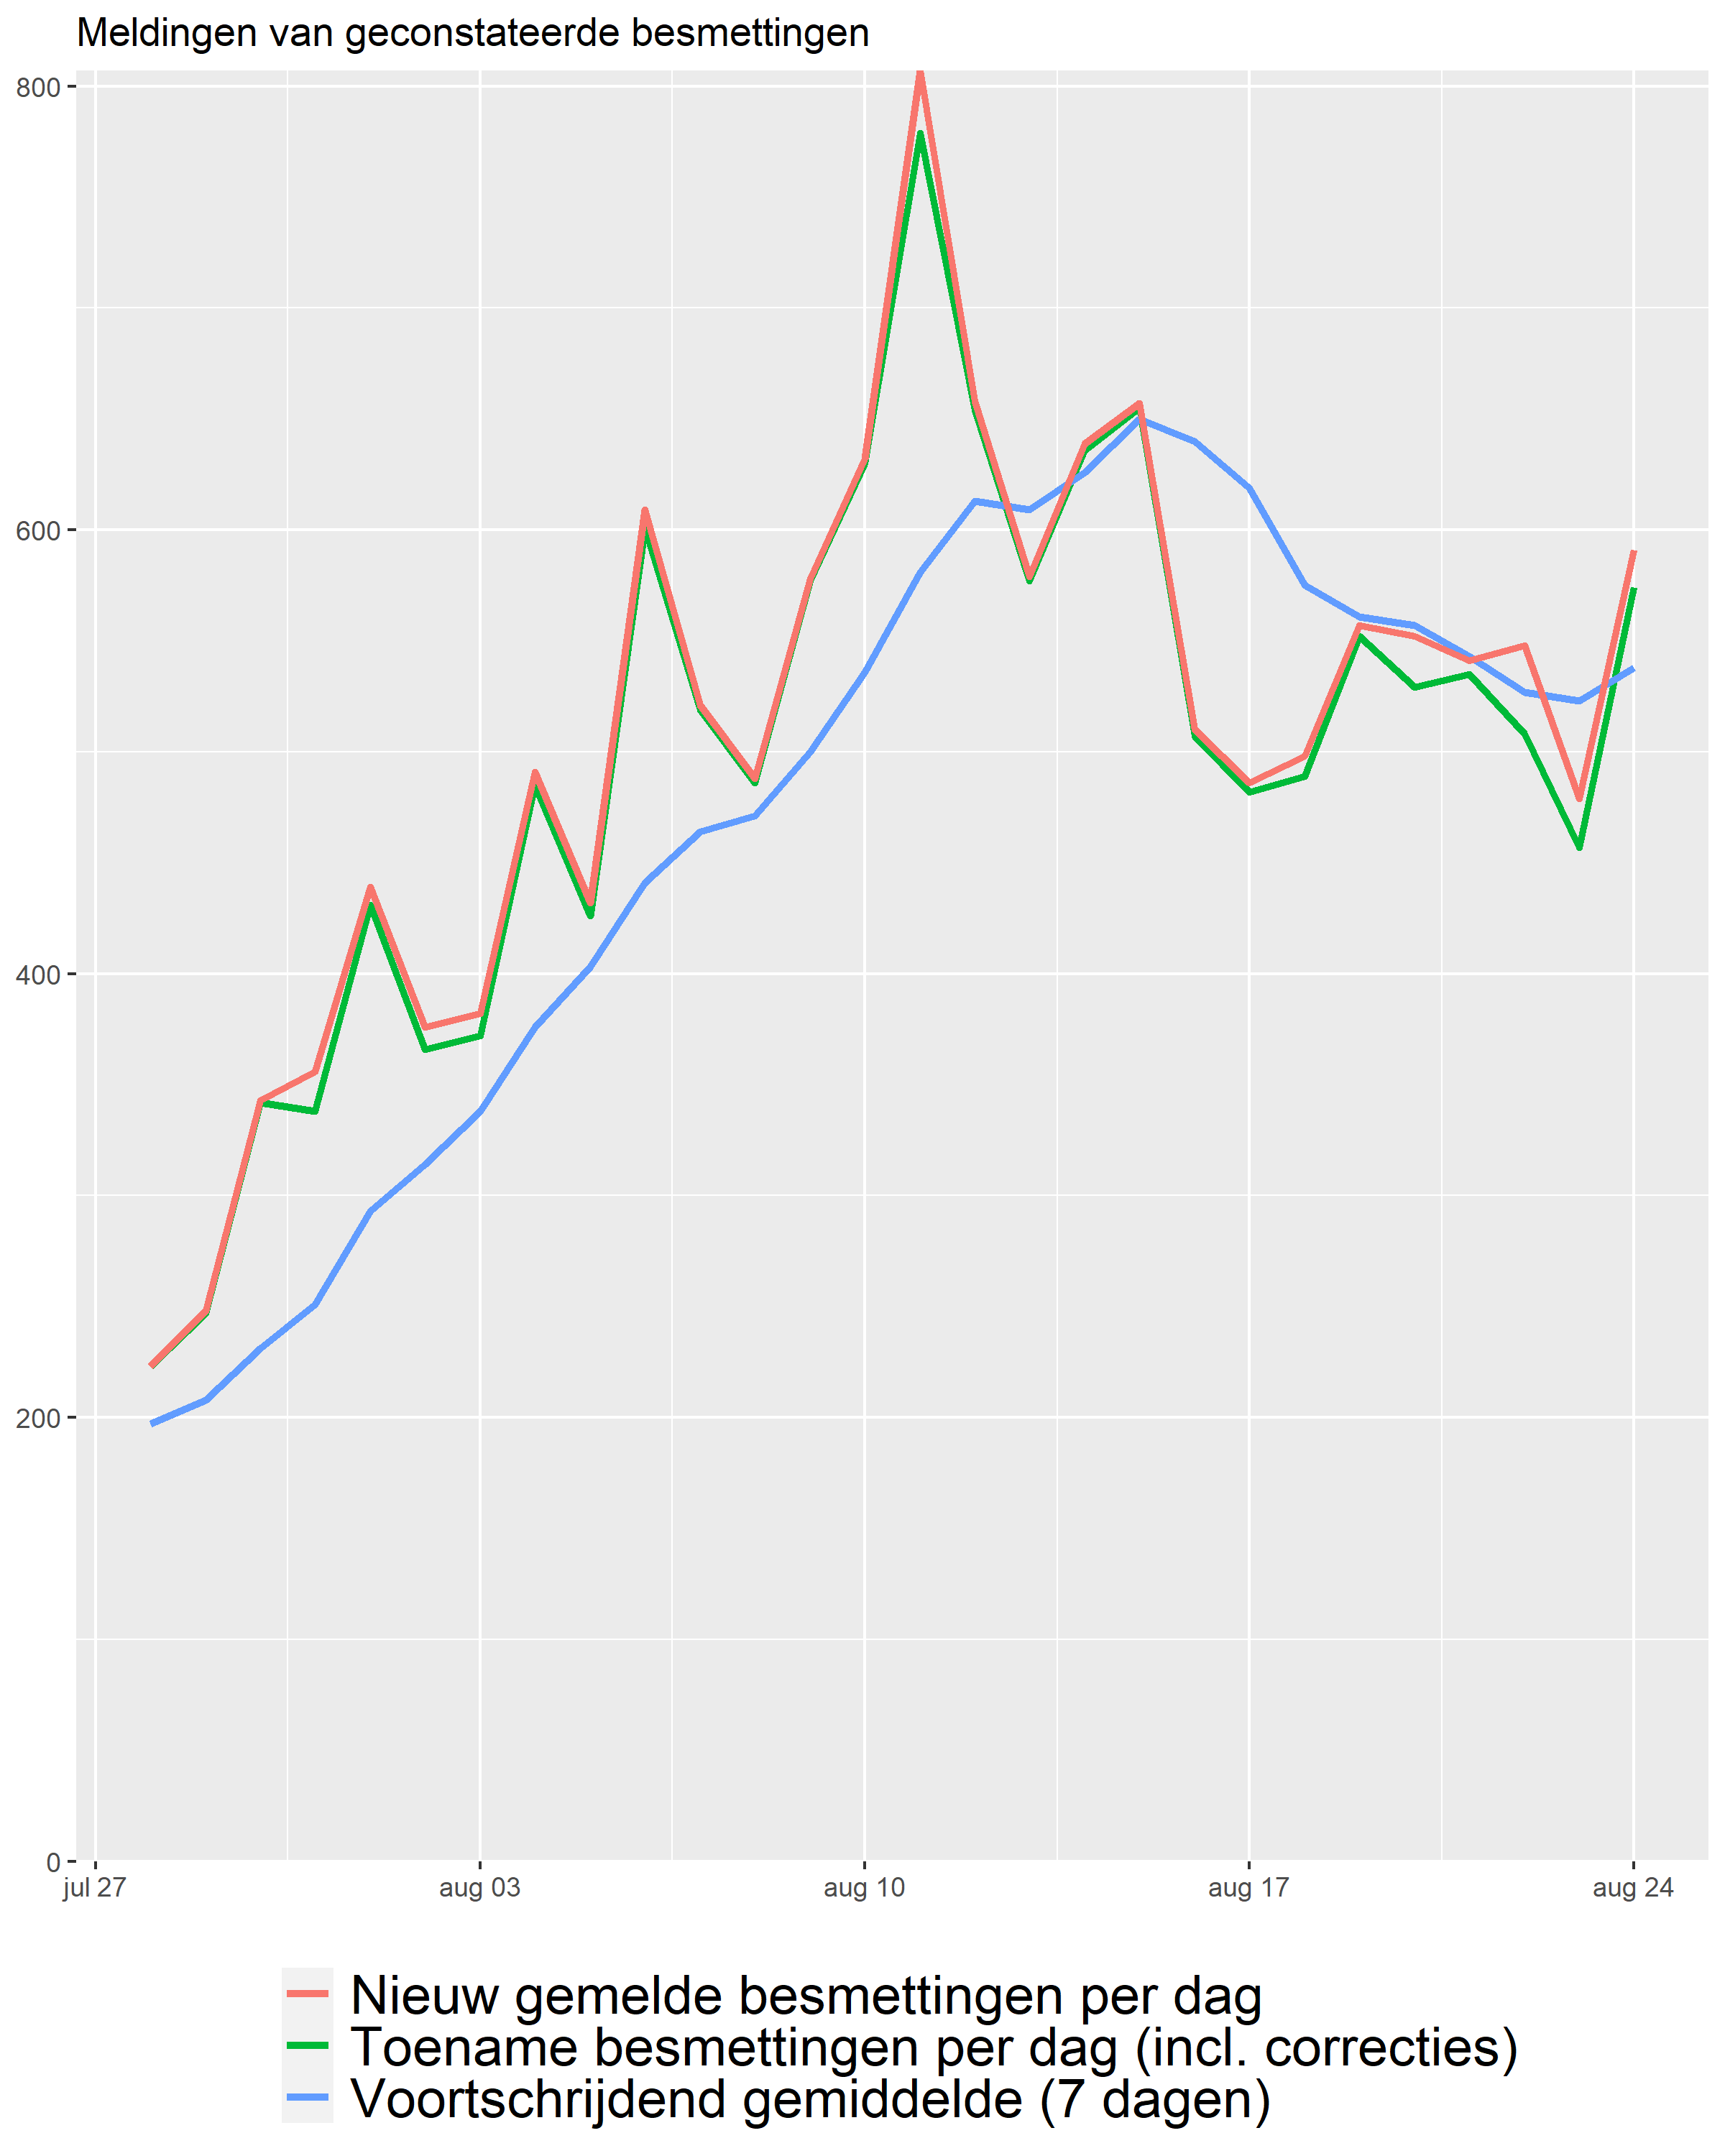 Meldingen van geconstateerde besmettingen
800
600
400
200
0
jul 27 aug 03 aug 10 aug 17 aug 24
Nieuw gemelde besmettingen per dag
Toename besmettingen per dag (incl. correcties)
Voortschrijdend gemiddelde (7 dagen)